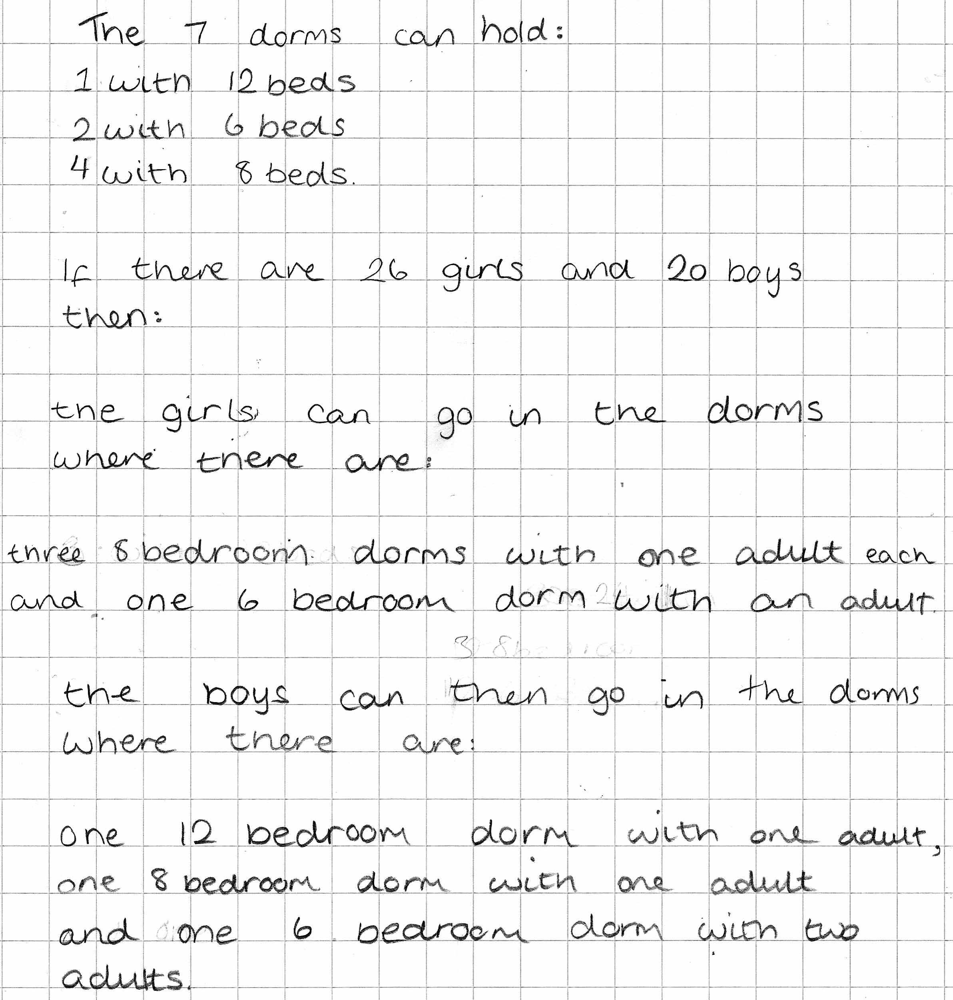 The 7 dorms can hold:
1 with 12 beds
2 with 6 beds
4 with 8 beds.
If there are 26 girls and 20 boys
then:
the girls can go in the dorms
where there are:
three 8 bedroom dorms with one adult each
and one 6 bedroom dorm with an adult.
the boys can then go in the dorms
where there are:
one 12 bedroom dorm with one adult,
one 8 bedroom dorm with one adult
and one 6 bedroom dorm with two
adults.